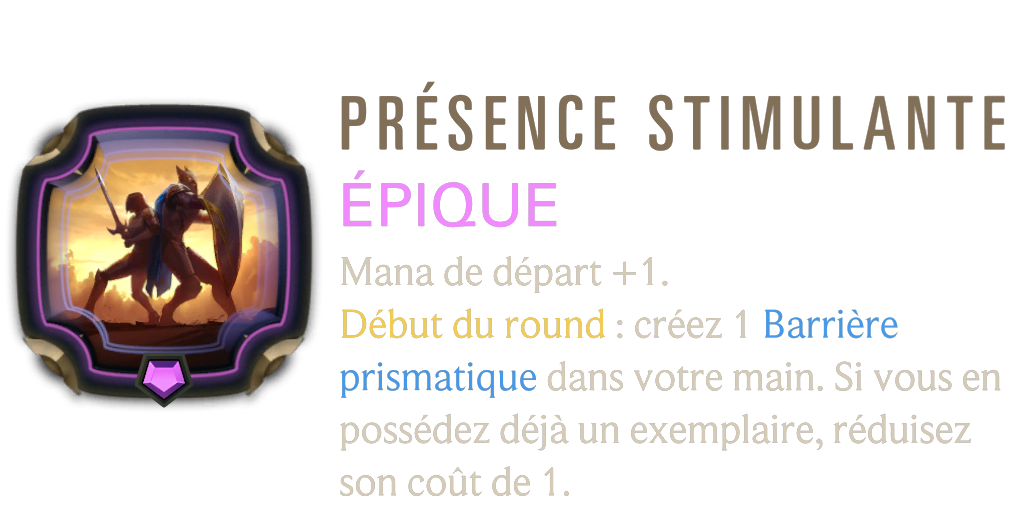 PRÉSENCE STIMULANTE
ÉPIQUE
Mana de départ +1.
Début du round : créez 1 Barrière
prismatique dans votre main. Si vous en
possédez déjà un exemplaire, réduisez
son coût de 1.